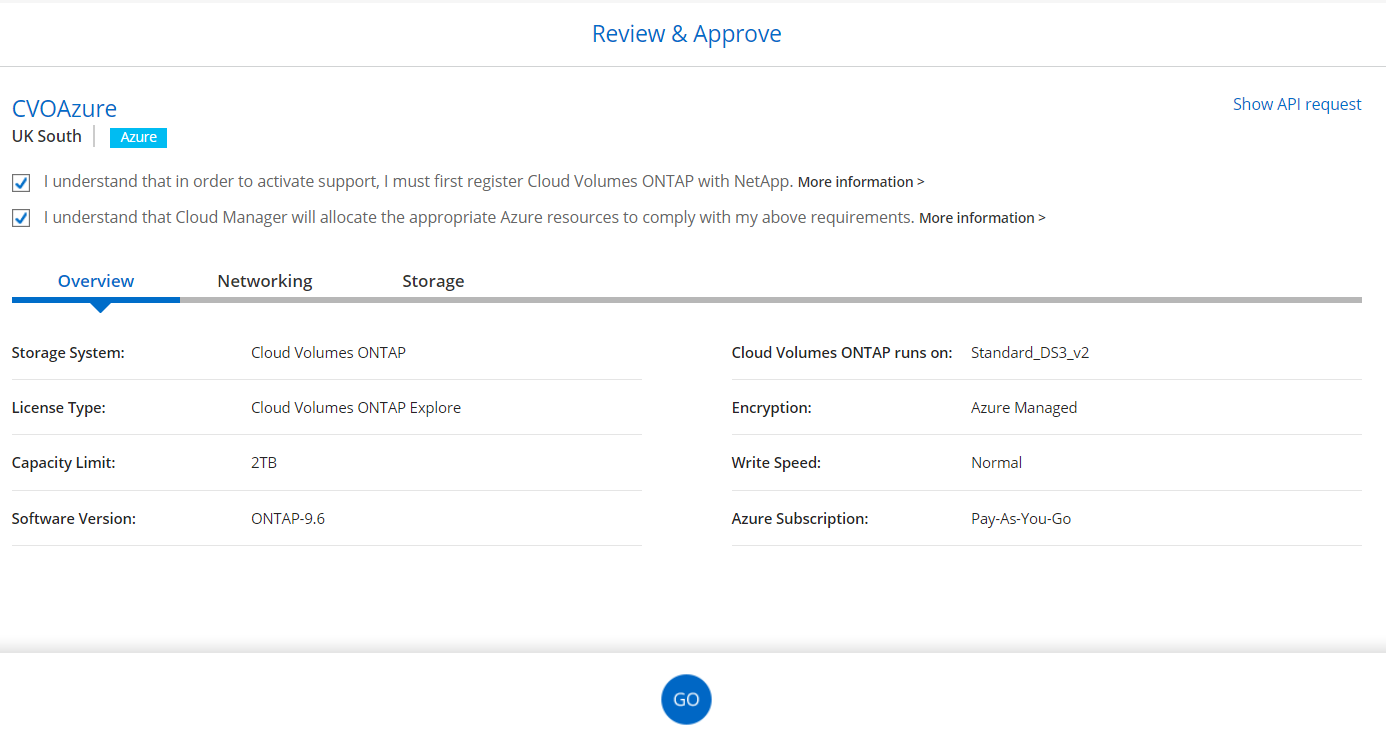 Review & Approve
CVOAzure
Show API request
UK South
Azure
I understand that in order to activate support, I must first register Cloud Volumes ONTAP with NetApp. More information >
I understand that Cloud Manager will allocate the appropriate Azure resources to comply with my above requirements. More information >
Overview Networking Storage
Storage System: Cloud Volumes ONTAP
Cloud Volumes ONTAP runs on: Standard_DS3_v2
License Type: Cloud Volumes ONTAP Explore
Encryption: Azure Managed
Capacity Limit: 2TB
Write Speed: Normal
Software Version: ONTAP-9.6
Azure Subscription: Pay-As-You-Go
GO